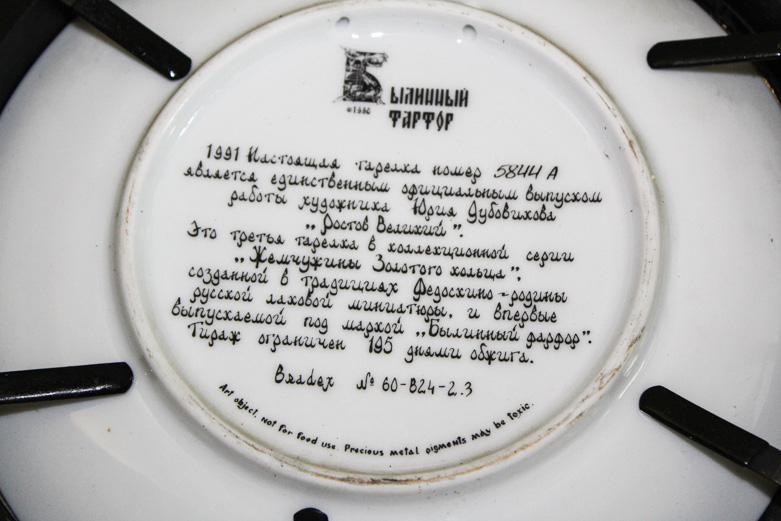 Былинный
©1990
фарфор
1991 Настоящая тарелка номер 5844 А
является единственным официальным выпуском
работы художника Юрия Дубовикова
„Ростов Великий".
Это третья тарелка в коллекционной серии
„Жемчужины Золотого кольца",
созданной в традициях Федоскино-родины
русской лаковой миниатюры, и впервые
выпускаемой под маркой „Былинный фарфор".
Тираж ограничен 195 днями обжига.
Bradex № 60-B24-2.3
Art object. Not for food use. Precious metal pigments may be toxic.